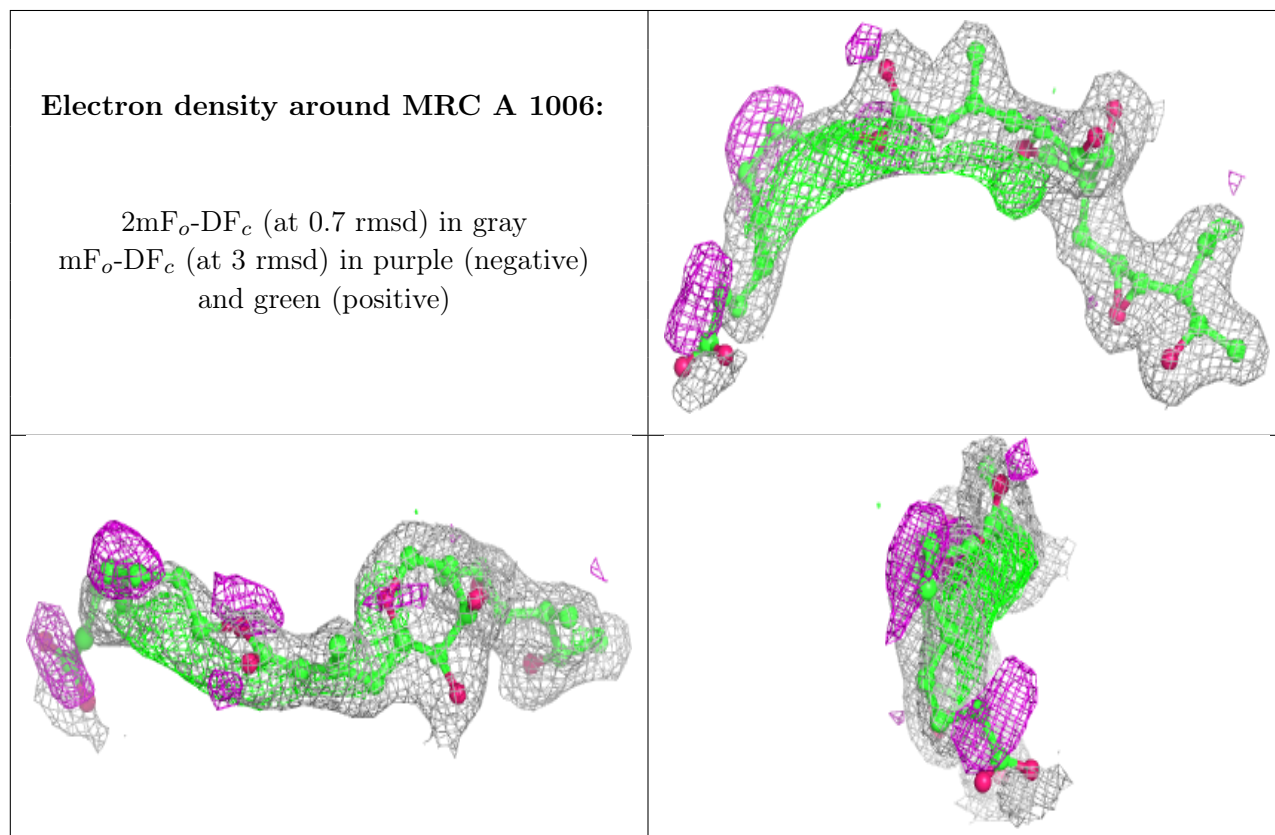 Electron density around MRC A 1006:
2mFₒ-DF𝒸 (at 0.7 rmsd) in gray
mFₒ-DF𝒸 (at 3 rmsd) in purple (negative)
and green (positive)